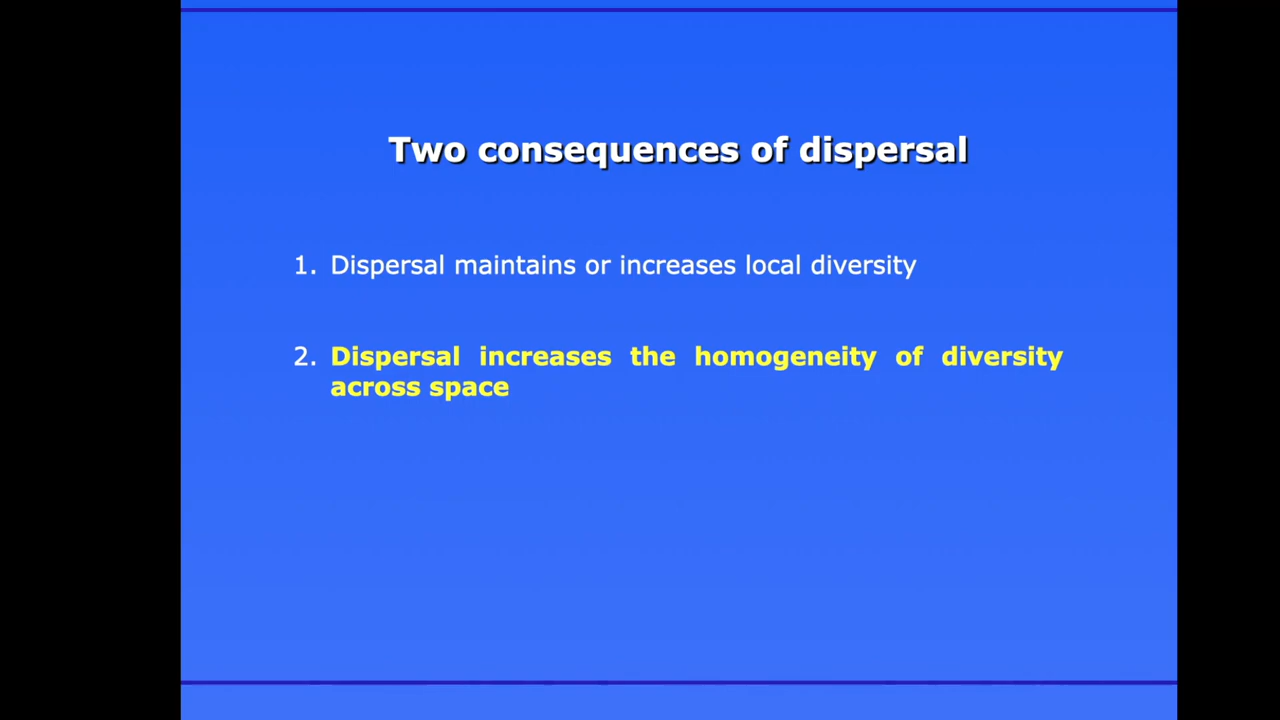 Two consequences of dispersal
1. Dispersal maintains or increases local diversity
2. Dispersal increases the homogeneity of diversity
across space